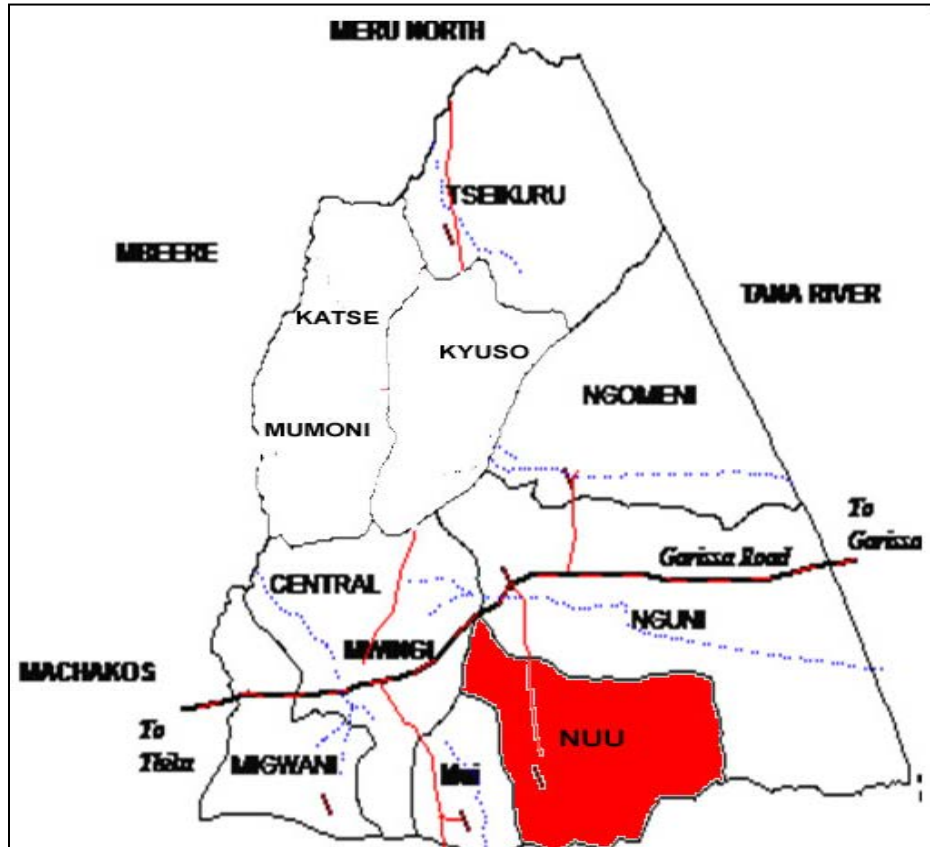 MERU NORTH
TSEIKURU
MBEERE
TANA RIVER
KATSE
KYUSO
NGOMENI
MUMONI
To
Garissa
Garissa Road
CENTRAL
NGUNI
MWINGI
MACHAKOS
To
Thika
NUU
MIGWANI
MUI